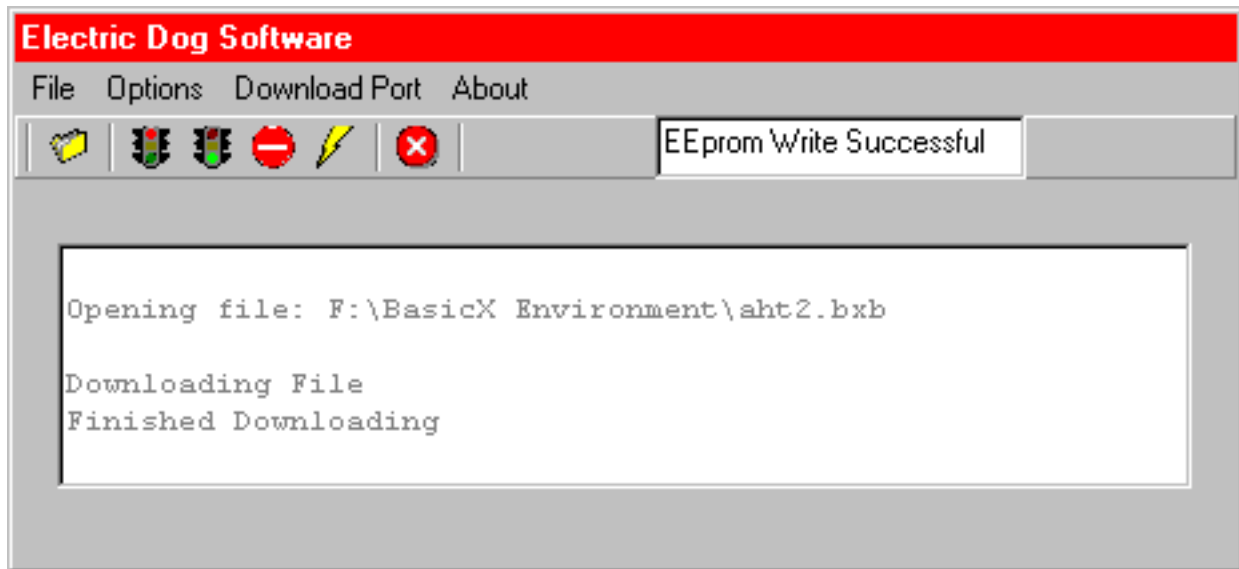 Electric Dog Software
File Options Download Port About
EEprom Write Successful
Opening file: F:\BasicX Environment\aht2.bxb
Downloading File
Finished Downloading